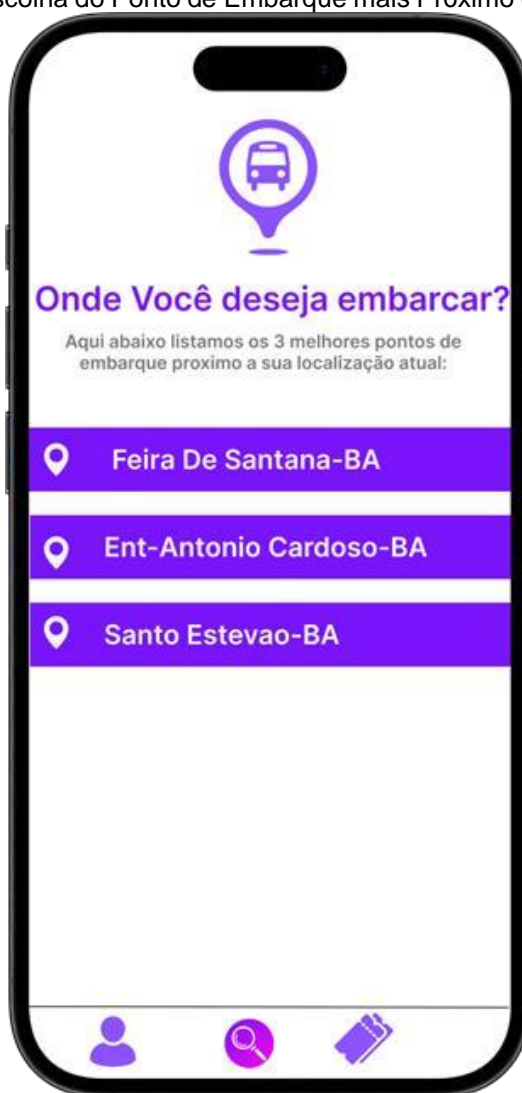 scolha do Ponto de Embarque mais Próximo
Onde Você deseja embarcar?
Aqui abaixo listamos os 3 melhores pontos de
embarque proximo a sua localização atual:
Feira De Santana-BA
Ent-Antonio Cardoso-BA
Santo Estevao-BA